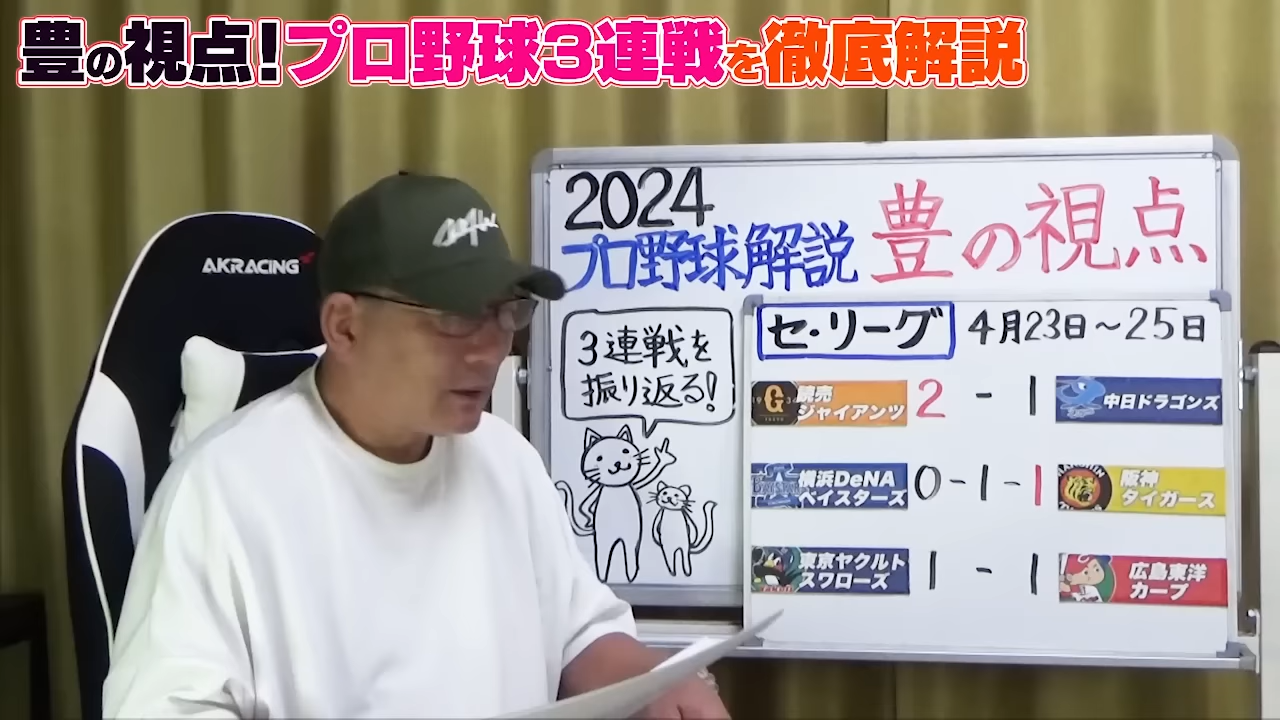 豊の視点！プロ野球３連戦を徹底解説
AKRACING
2024
プロ野球解説 豊の視点
3連戦を
振り返る!
セ・リーグ 4月23日～25日
読売
ジャイアンツ
2 - 1
中日ドラゴンズ
横浜DeNA
ベイスターズ
0 - 1 - 1
阪神
タイガース
東京ヤクルト
スワローズ
1 - 1
広島東洋
カープ